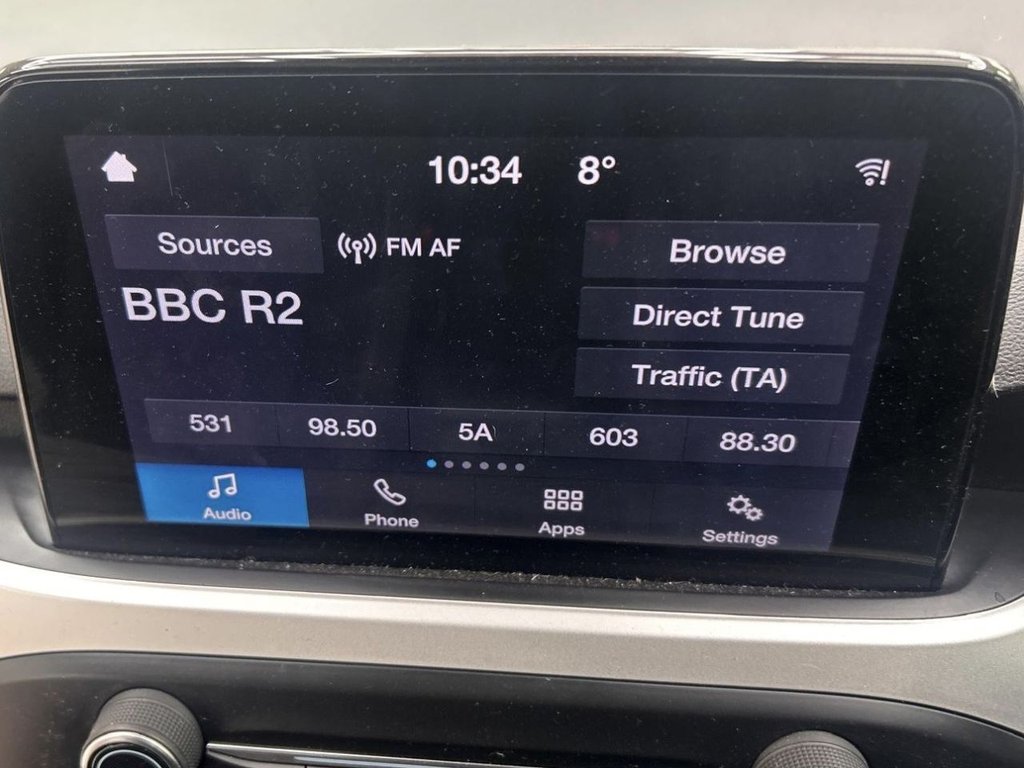 10:34 8°
Sources FM AF Browse
BBC R2
Direct Tune
Traffic (TA)
531 98.50 5A 603 88.30
Audio Phone Apps Settings